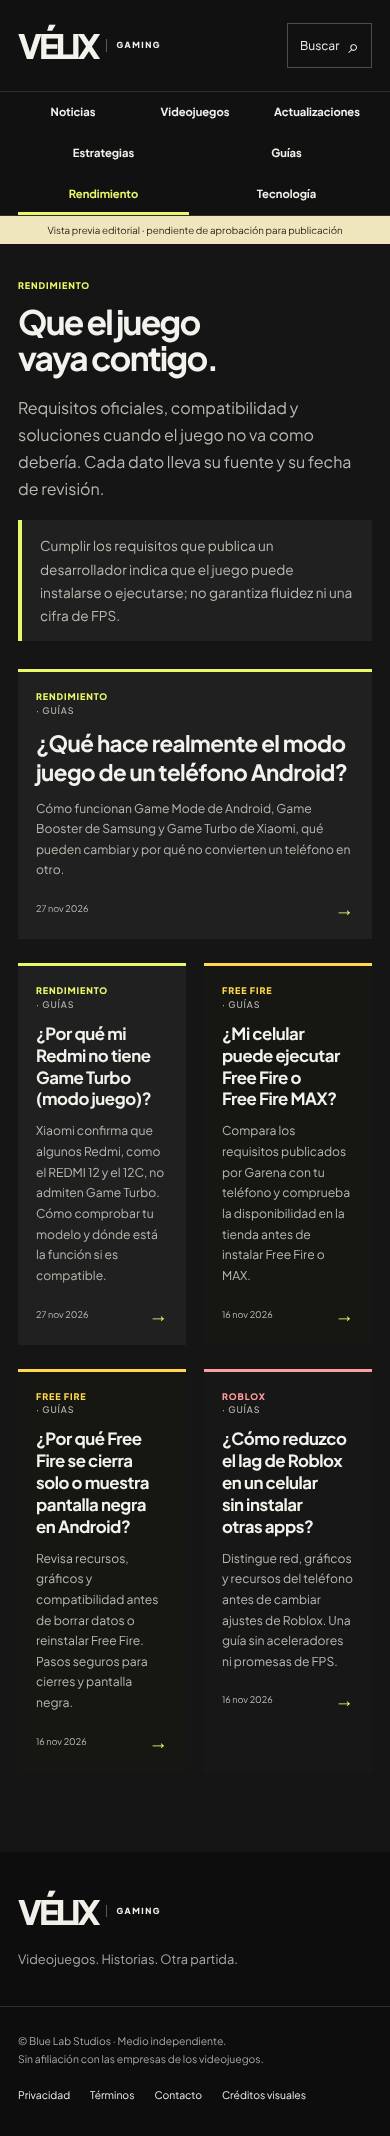 VÉLIX GAMING
Buscar
Noticias
Videojuegos
Actualizaciones
Estrategias
Guías
Rendimiento
Tecnología
Vista previa editorial · pendiente de aprobación para publicación
RENDIMIENTO
Que el juego
vaya contigo.
Requisitos oficiales, compatibilidad y
soluciones cuando el juego no va como
debería. Cada dato lleva su fuente y su fecha
de revisión.
Cumplir los requisitos que publica un
desarrollador indica que el juego puede
instalarse o ejecutarse; no garantiza fluidez ni una
cifra de FPS.
RENDIMIENTO
· GUÍAS
¿Qué hace realmente el modo
juego de un teléfono Android?
Cómo funcionan Game Mode de Android, Game
Booster de Samsung y Game Turbo de Xiaomi, qué
pueden cambiar y por qué no convierten un teléfono en
otro.
27 nov 2026 →
RENDIMIENTO
· GUÍAS
¿Por qué mi
Redmi no tiene
Game Turbo
(modo juego)?
Xiaomi confirma que
algunos Redmi, como
el REDMI 12 y el 12C, no
admiten Game Turbo.
Cómo comprobar tu
modelo y dónde está
la función si es
compatible.
27 nov 2026 →
FREE FIRE
· GUÍAS
¿Mi celular
puede ejecutar
Free Fire o
Free Fire MAX?
Compara los
requisitos publicados
por Garena con tu
teléfono y comprueba
la disponibilidad en la
tienda antes de
instalar Free Fire o
MAX.
16 nov 2026 →
FREE FIRE
· GUÍAS
¿Por qué Free
Fire se cierra
solo o muestra
pantalla negra
en Android?
Revisa recursos,
gráficos y
compatibilidad antes
de borrar datos o
reinstalar Free Fire.
Pasos seguros para
cierres y pantalla
negra.
16 nov 2026 →
ROBLOX
· GUÍAS
¿Cómo reduzco
el lag de Roblox
en un celular
sin instalar
otras apps?
Distingue red, gráficos
y recursos del teléfono
antes de cambiar
ajustes de Roblox. Una
guía sin aceleradores
ni promesas de FPS.
16 nov 2026 →
VÉLIX GAMING
Videojuegos. Historias. Otra partida.
© Blue Lab Studios · Medio independiente.
Sin afiliación con las empresas de los videojuegos.
Privacidad
Términos
Contacto
Créditos visuales